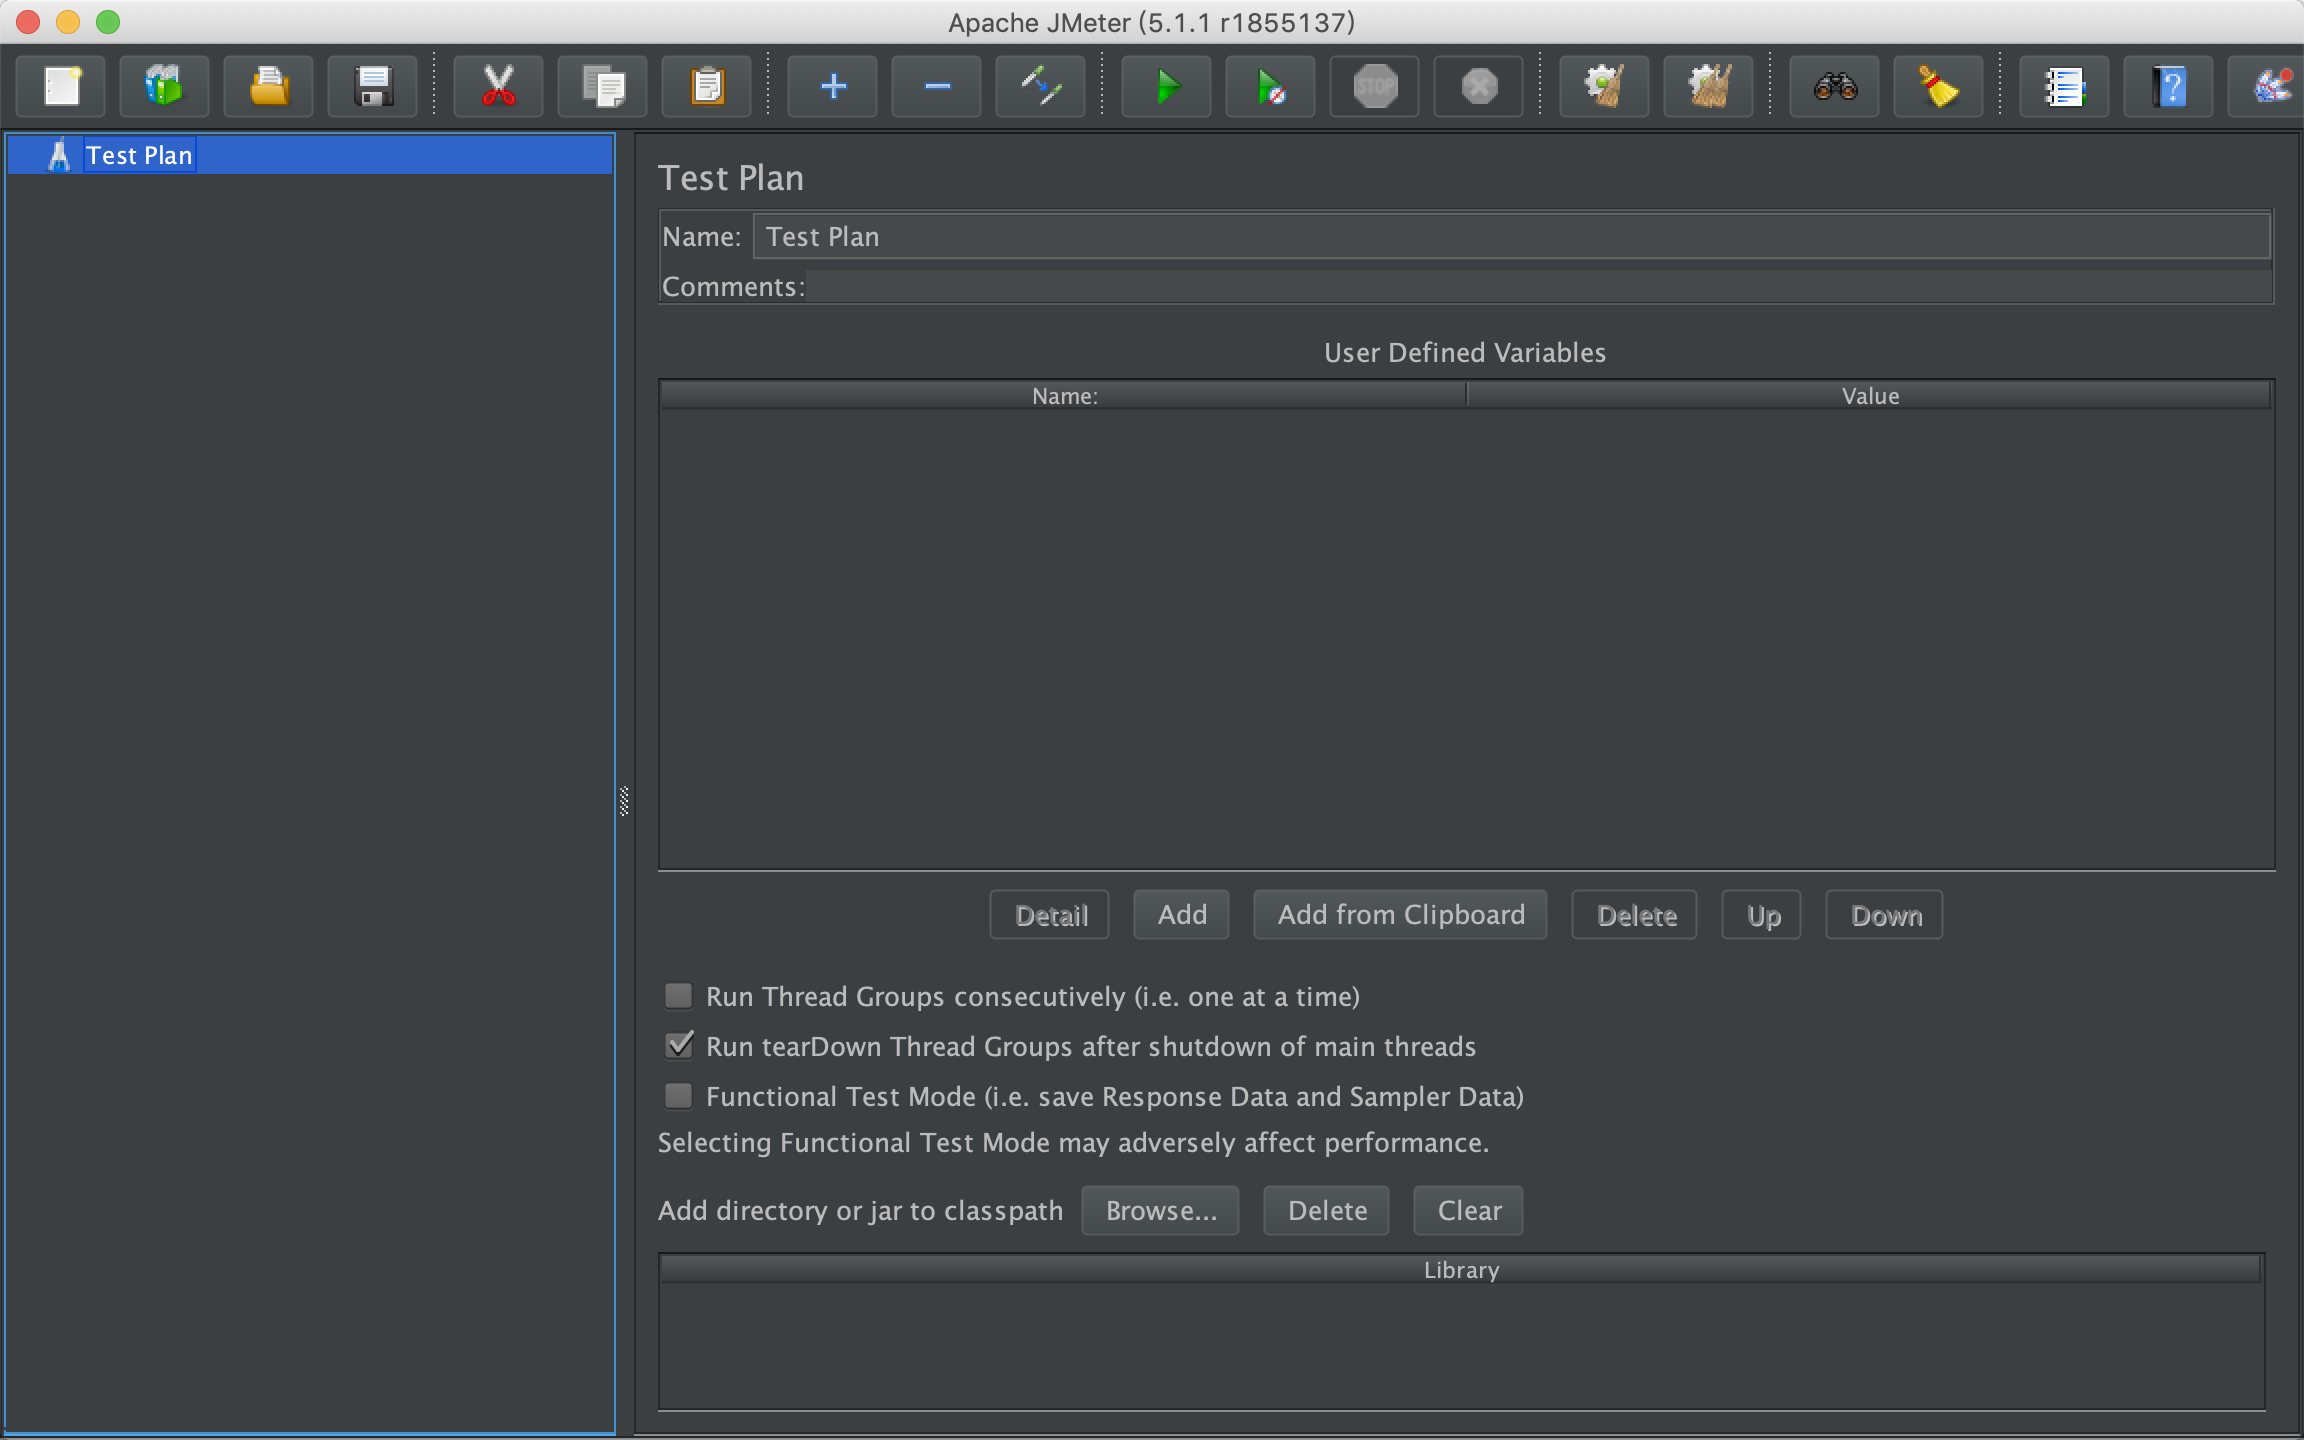 Apache JMeter (5.1.1 r1855137)
STOP
?
Test Plan
Test Plan
Name: Test Plan
Comments:
User Defined Variables
Name: Value
Detail Add Add from Clipboard Delete Up Down
Run Thread Groups consecutively (i.e. one at a time)
Run tearDown Thread Groups after shutdown of main threads
Functional Test Mode (i.e. save Response Data and Sampler Data)
Selecting Functional Test Mode may adversely affect performance.
Add directory or jar to classpath Browse... Delete Clear
Library